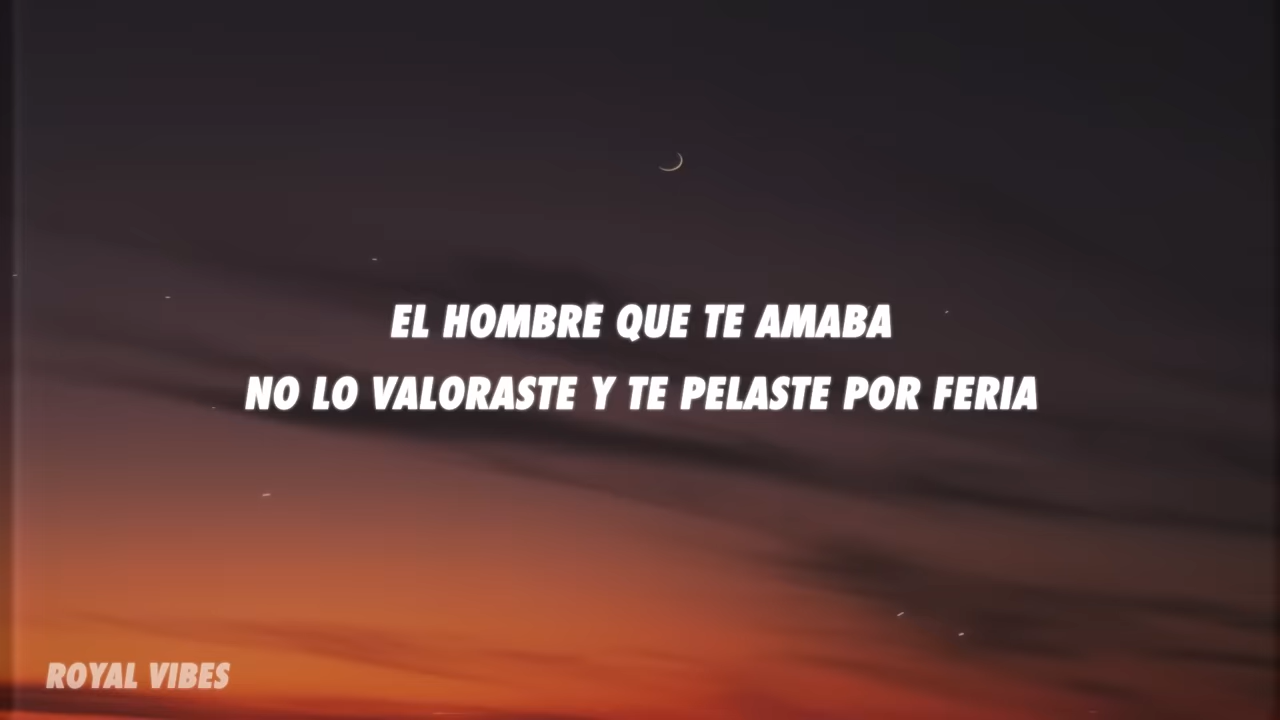 EL HOMBRE QUE TE AMABA
NO LO VALORASTE Y TE PELASTE POR FERIA
ROYAL VIBES